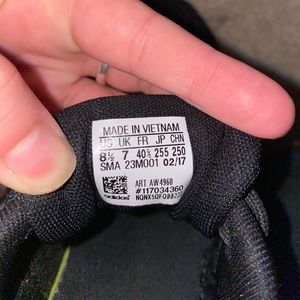 MADE IN VIETNAM
US UK FR JP CHN
8½ 7 40⅔ 255 250
SMA 23M001 02/17
ART AW4960
#117034360
adidas